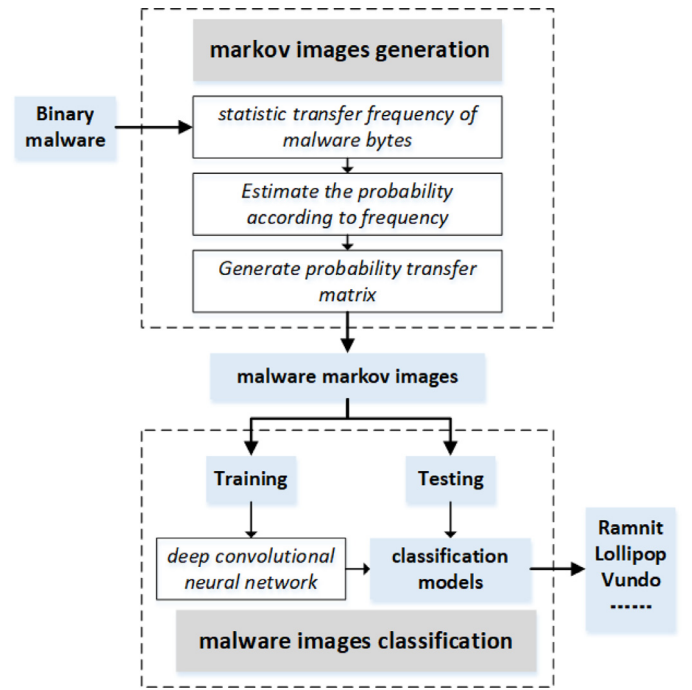 markov images generation
Binary
malware
statistic transfer frequency of
malware bytes
Estimate the probability
according to frequency
Generate probability transfer
matrix
malware markov images
Training
Testing
deep convolutional
neural network
classification
models
Ramnit
Lollipop
Vundo
······
malware images classification